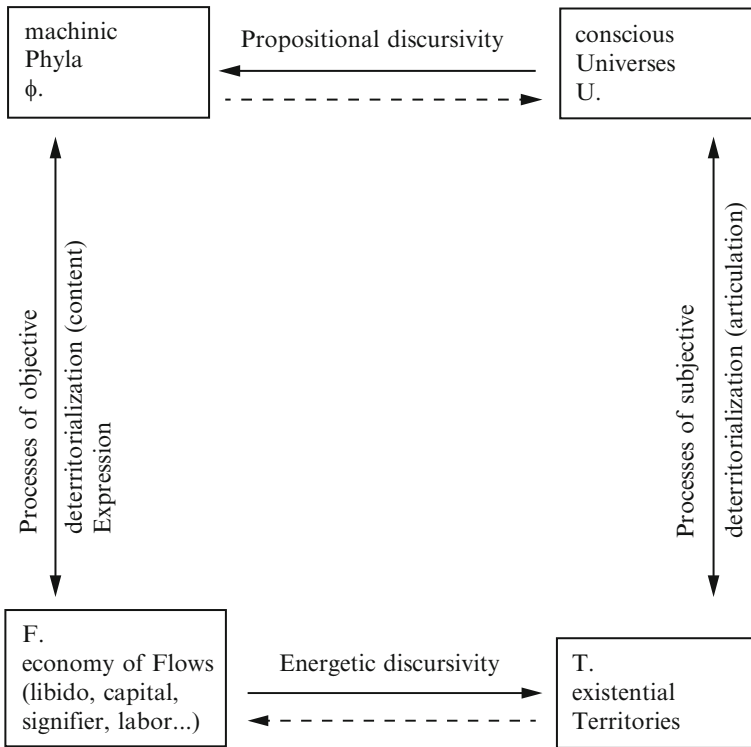 machinic
Phyla
ϕ.
Propositional discursivity
conscious
Universes
U.
Processes of objective
deterritorialization (content)
Expression
Processes of subjective
deterritorialization (articulation)
F.
economy of Flows
(libido, capital,
signifier, labor...)
Energetic discursivity
T.
existential
Territories